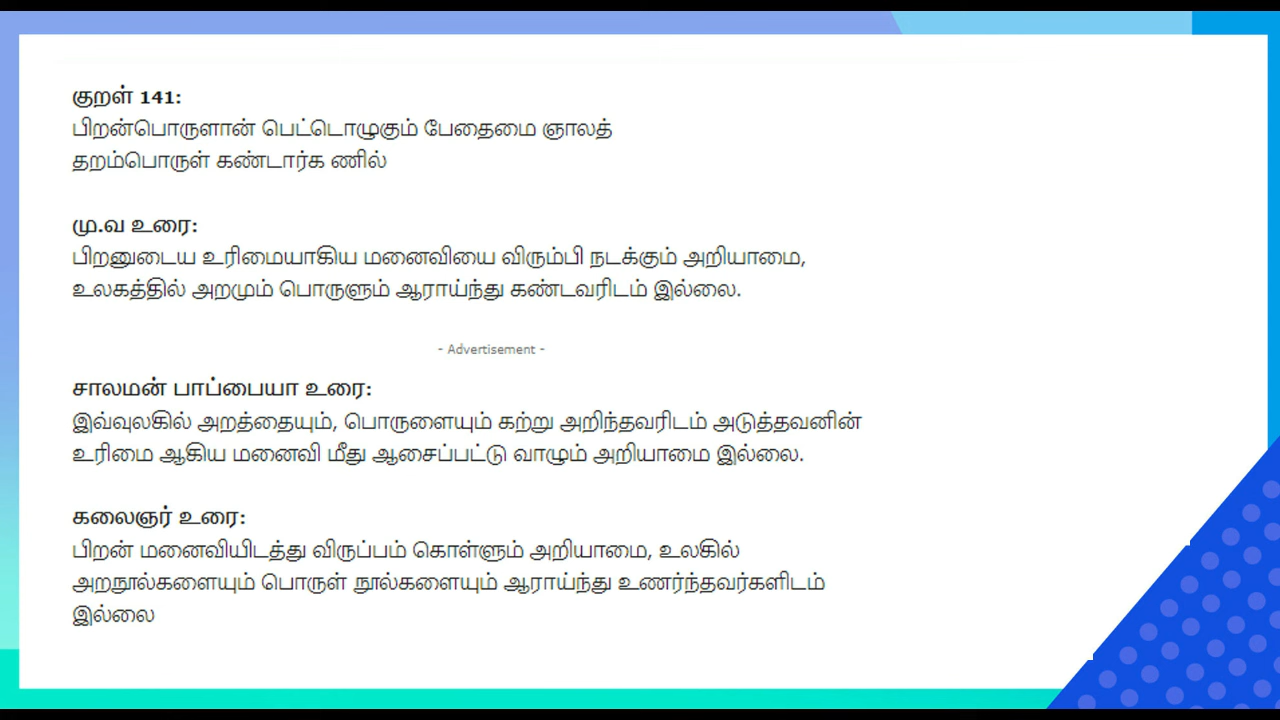 குறள் 141:
பிறன்பொருளான் பெட்டொழுகும் பேதைமை ஞாலத்
தறம்பொருள் கண்டார்க ணில்
மு.வ உரை:
பிறனுடைய உரிமையாகிய மனைவியை விரும்பி நடக்கும் அறியாமை,
உலகத்தில் அறமும் பொருளும் ஆராய்ந்து கண்டவரிடம் இல்லை.
- Advertisement -
சாலமன் பாப்பையா உரை:
இவ்வுலகில் அறத்தையும், பொருளையும் கற்று அறிந்தவரிடம் அடுத்தவனின்
உரிமை ஆகிய மனைவி மீது ஆசைப்பட்டு வாழும் அறியாமை இல்லை.
கலைஞர் உரை:
பிறன் மனைவியிடத்து விருப்பம் கொள்ளும் அறியாமை, உலகில்
அறநூல்களையும் பொருள் நூல்களையும் ஆராய்ந்து உணர்ந்தவர்களிடம்
இல்லை